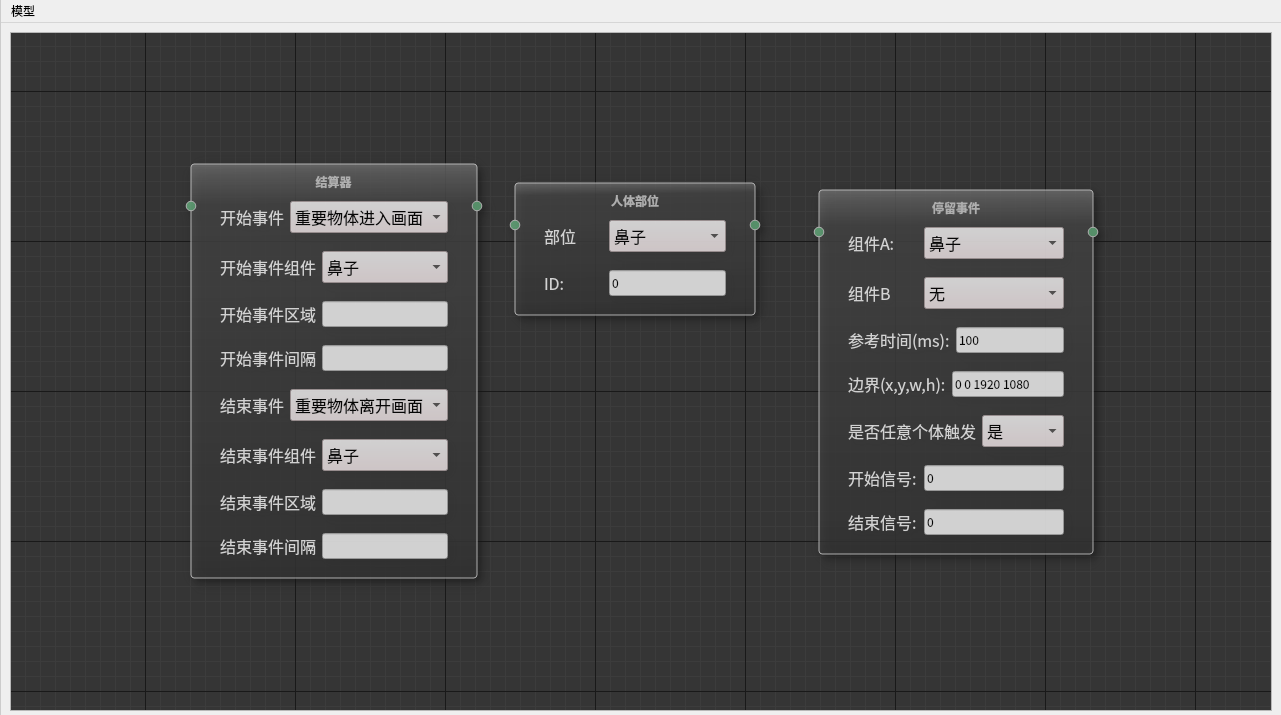 模型
结算器
开始事件 重要物体进入画面
开始事件组件 鼻子
开始事件区域
开始事件间隔
结束事件 重要物体离开画面
结束事件组件 鼻子
结束事件区域
结束事件间隔
人体部位
部位 鼻子
ID: 0
停留事件
组件A: 鼻子
组件B 无
参考时间(ms): 100
边界(x,y,w,h): 0 0 1920 1080
是否任意个体触发 是
开始信号: 0
结束信号: 0